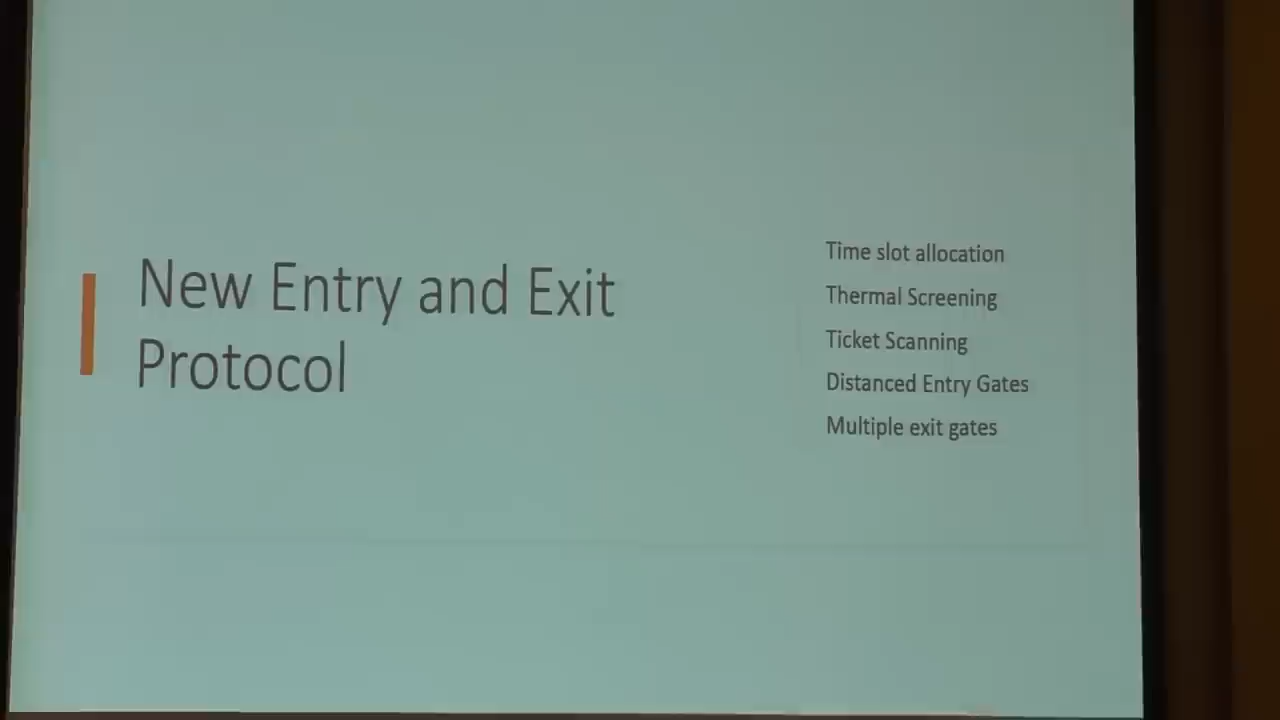 New Entry and Exit
Protocol
Time slot allocation
Thermal Screening
Ticket Scanning
Distanced Entry Gates
Multiple exit gates